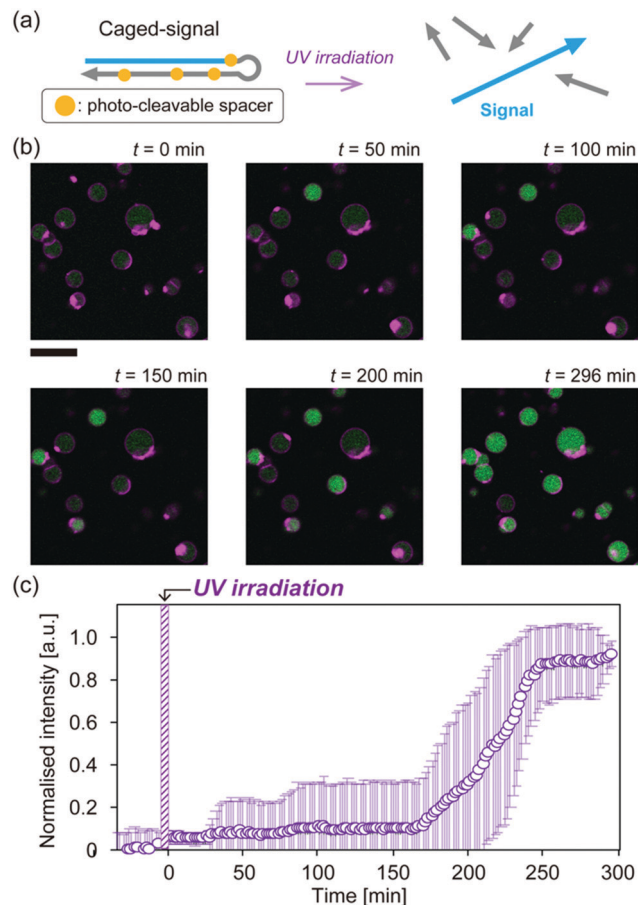 (a)
Caged-signal
UV irradiation
: photo-cleavable spacer
Signal
(b)
t = 0 min
t = 50 min
t = 100 min
t = 150 min
t = 200 min
t = 296 min
(c)
UV irradiation
Normalised intensity [a.u.]
1.0
0.8
0.6
0.4
0.2
0
0 50 100 150 200 250 300
Time [min]